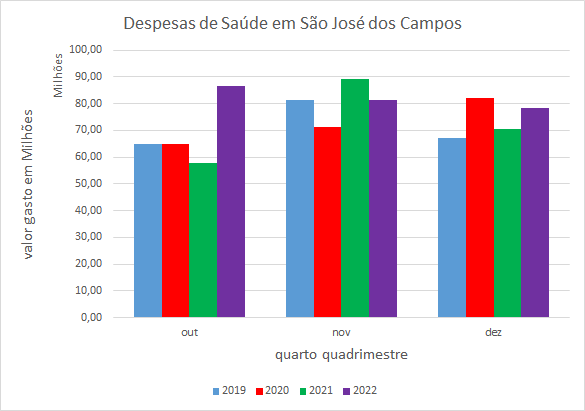 Despesas de Saúde em São José dos Campos
valor gasto em Milhões
Milhões
100,00
90,00
80,00
70,00
60,00
50,00
40,00
30,00
20,00
10,00
0,00
out nov dez
quarto quadrimestre
2019 2020 2021 2022